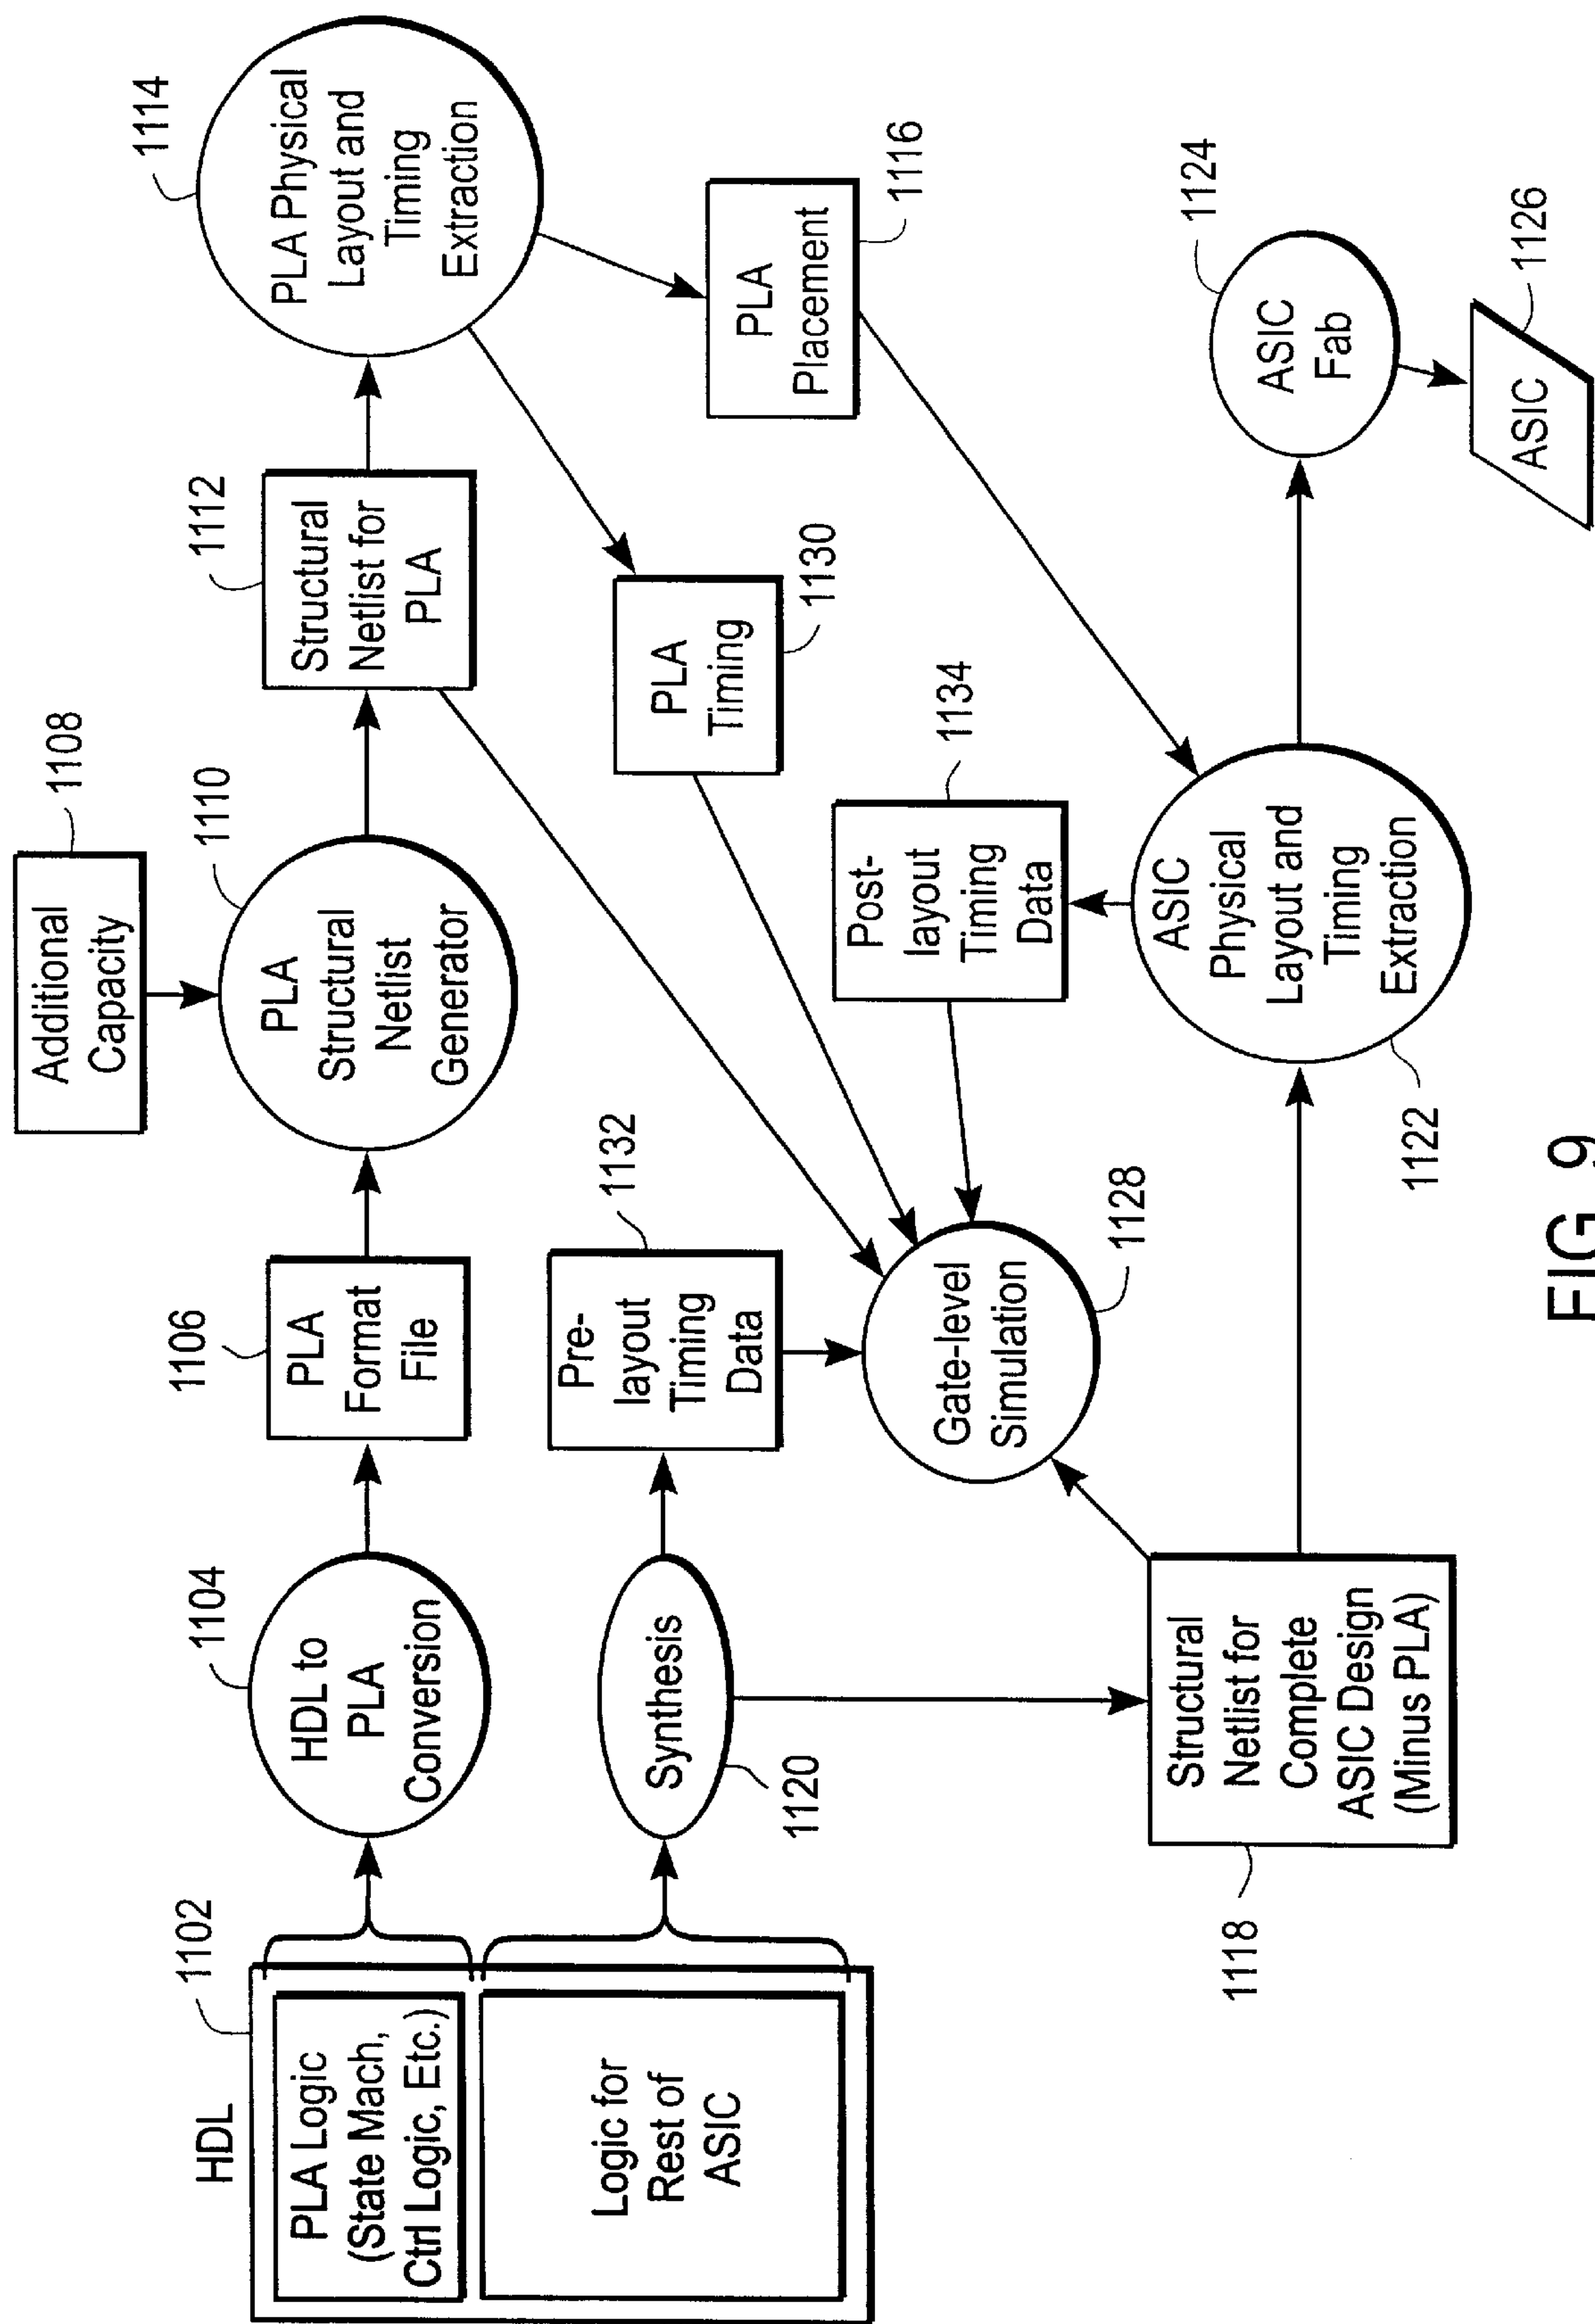 HDL
1102
PLA Logic
(State Mach,
Ctrl Logic, Etc.)
Logic for
Rest of
ASIC
1104
HDL to
PLA
Conversion
1106
PLA
Format
File
Additional
Capacity
1108
1110
PLA
Structural
Netlist
Generator
1112
Structural
Netlist for
PLA
1114
PLA Physical
Layout and
Timing
Extraction
Synthesis
1120
1132
Pre-
layout
Timing
Data
PLA
Timing
1130
PLA
Placement
1116
Gate-level
Simulation
1128
1134
Post-
layout
Timing
Data
1118
Structural
Netlist for
Complete
ASIC Design
(Minus PLA)
1122
ASIC
Physical
Layout and
Timing
Extraction
1124
ASIC
Fab
1126
ASIC
FIG. 9